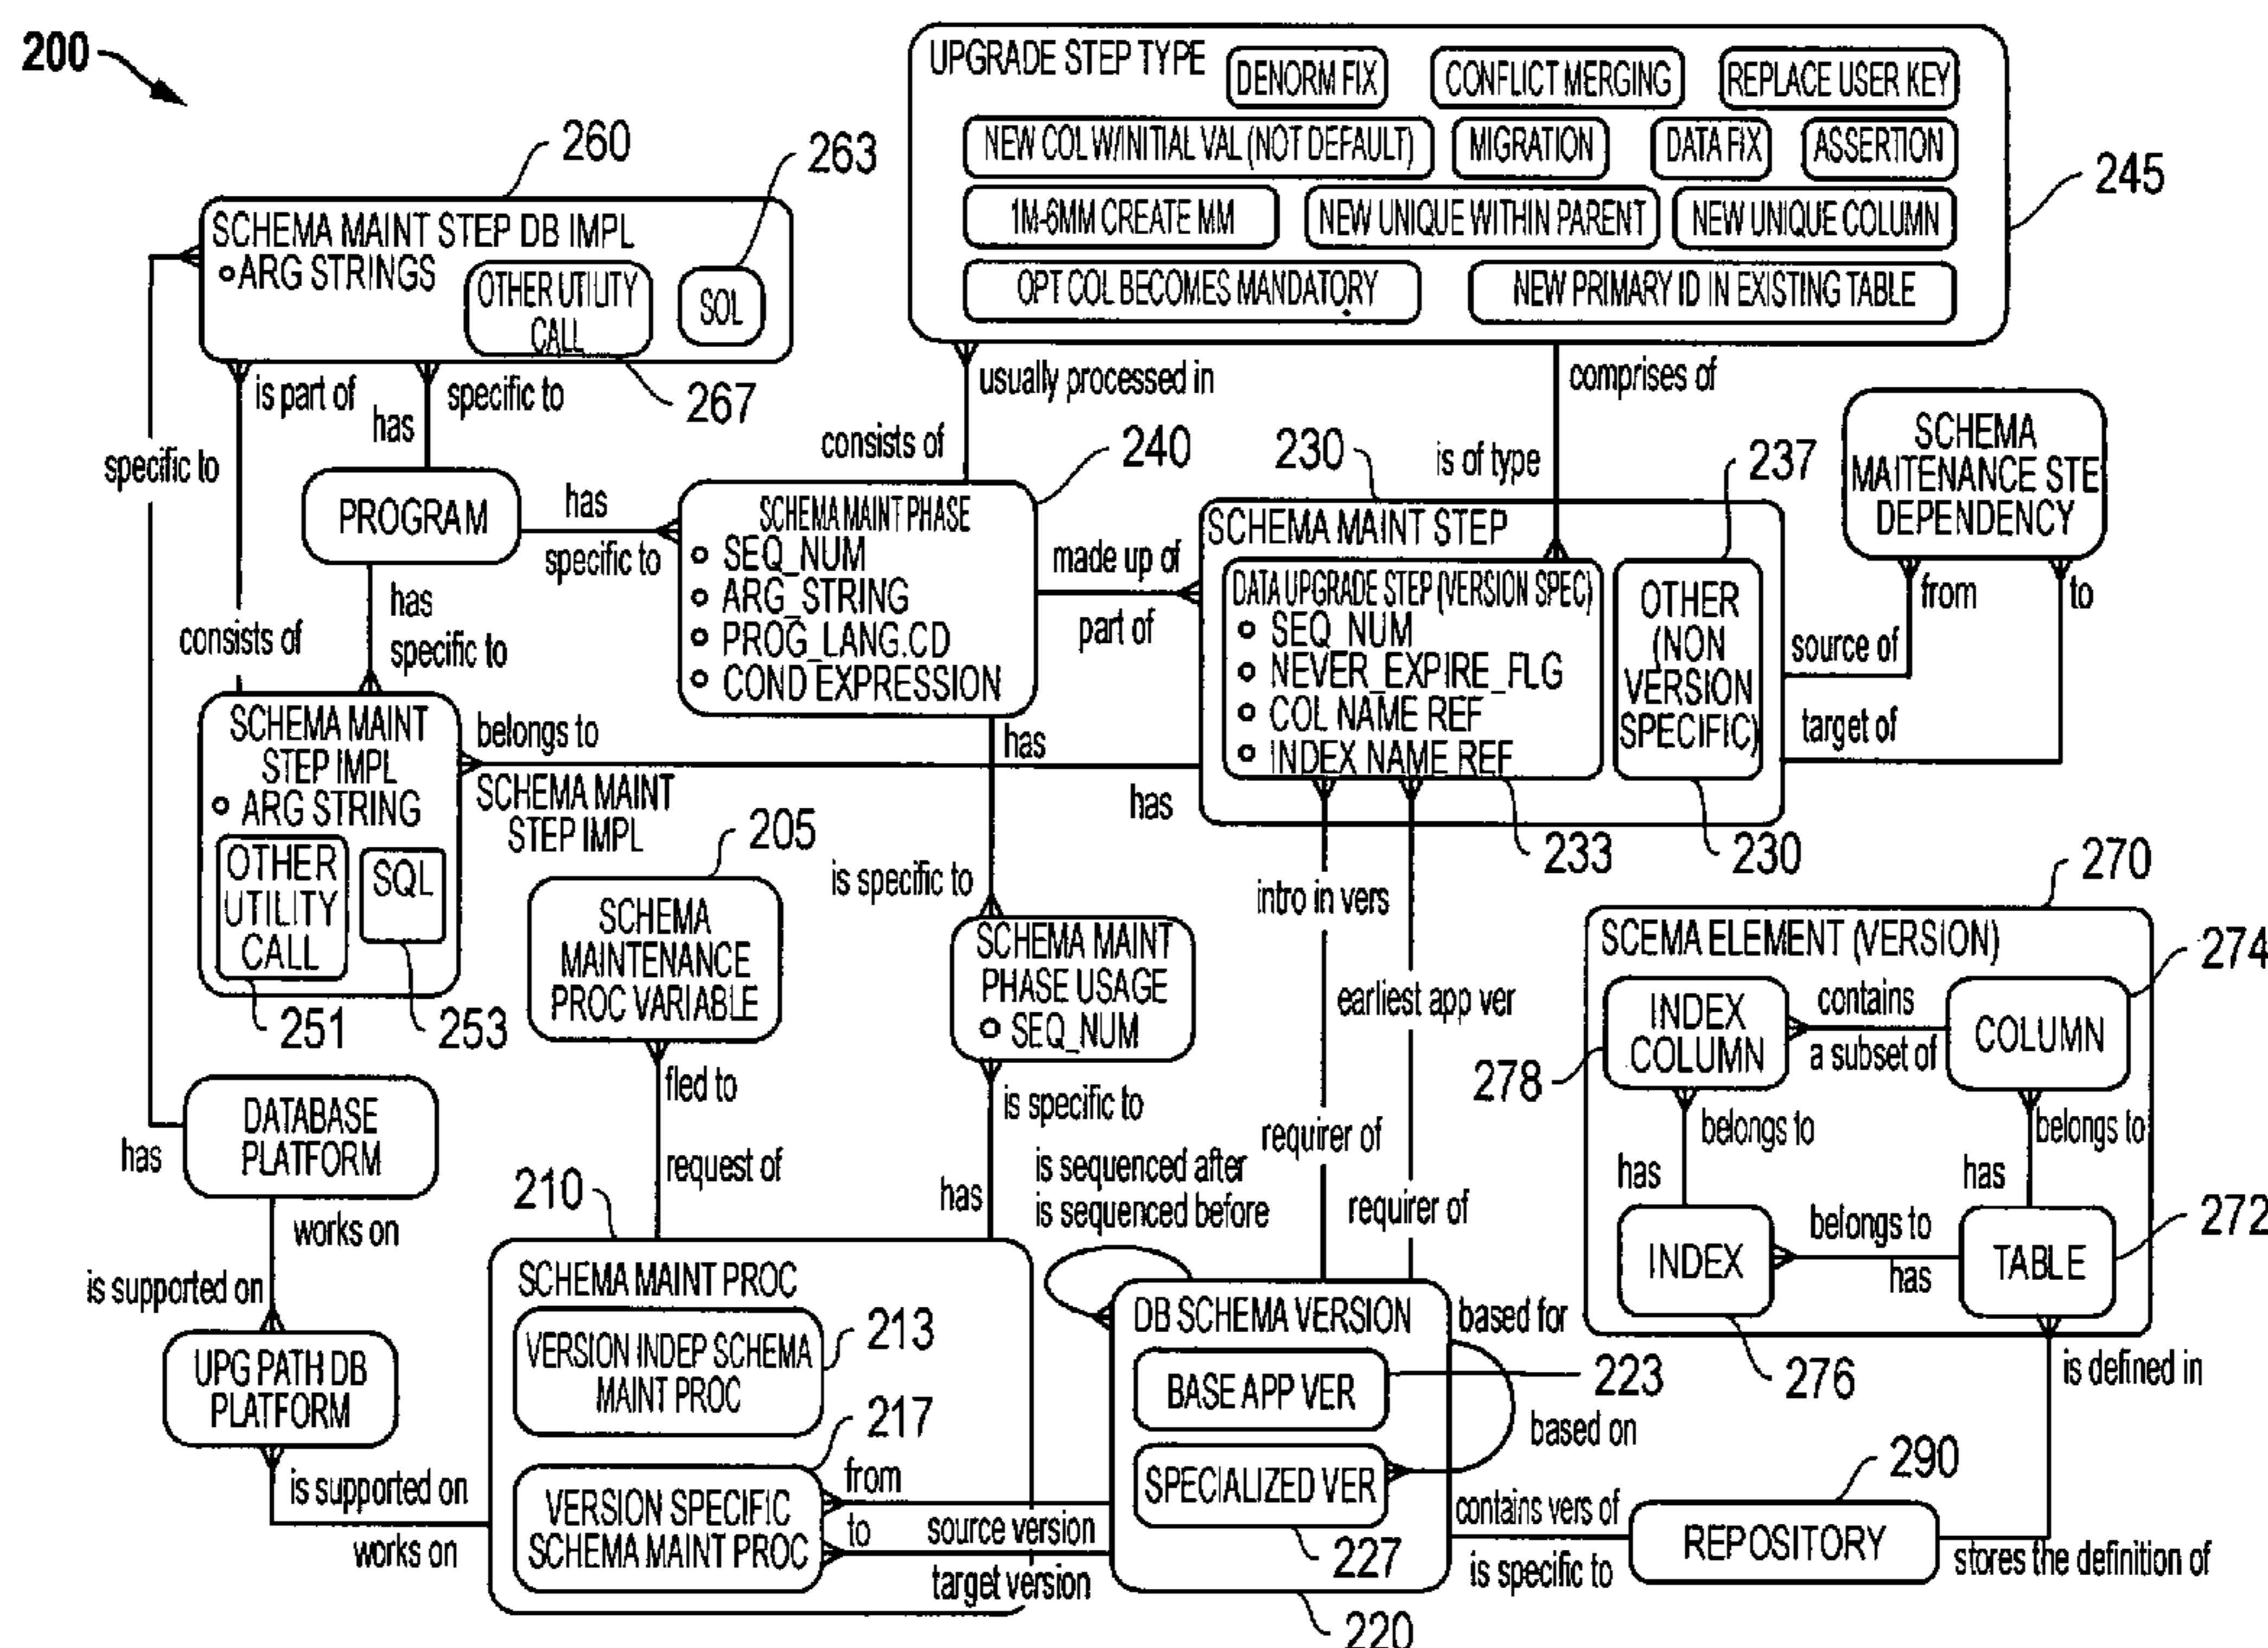 200
UPGRADE STEP TYPE
DENORM FIX
CONFLICT MERGING
REPLACE USER KEY
NEW COL W/INITIAL VAL (NOT DEFAULT)
MIGRATION
DATA FIX
ASSERTION
1M-6MM CREATE MM
NEW UNIQUE WITHIN PARENT
NEW UNIQUE COLUMN
OPT COL BECOMES MANDATORY
NEW PRIMARY ID IN EXISTING TABLE
245
260
263
SCHEMA MAINT STEP DB IMPL
ARG STRINGS
OTHER UTILITY
CALL
SOL
267
is part of
has
specific to
specific to
usually processed in
consists of
comprises of
is of type
PROGRAM
has
specific to
240
SCHEMA MAINT PHASE
SEQ_NUM
ARG_STRING
PROG_LANG.CD
COND EXPRESSION
made up of
part of
230
237
SCHEMA MAINT STEP
DATA UPGRADE STEP (VERSION SPEC)
SEQ_NUM
NEVER_EXPIRE_FLG
COL NAME REF
INDEX NAME REF
OTHER
(NON
VERSION
SPECIFIC)
233
230
SCHEMA
MAITENANCE STE
DEPENDENCY
from
to
source of
target of
has
specific to
consists of
SCHEMA MAINT
STEP IMPL
ARG STRING
OTHER
UTILITY
CALL
SQL
251
253
belongs to
SCHEMA MAINT
STEP IMPL
has
has
205
SCHEMA
MAINTENANCE
PROC VARIABLE
fled to
request of
is specific to
SCHEMA MAINT
PHASE USAGE
SEQ_NUM
is specific to
has
intro in vers
earliest app ver
requirer of
requirer of
is sequenced after
is sequenced before
270
SCEMA ELEMENT (VERSION)
INDEX
COLUMN
278
contains
a subset of
COLUMN
274
belongs to
has
belongs to
has
INDEX
276
belongs to
has
TABLE
272
is defined in
DATABASE
PLATFORM
has
works on
is supported on
UPG PATH DB
PLATFORM
is supported on
works on
210
SCHEMA MAINT PROC
VERSION INDEP SCHEMA
MAINT PROC
213
217
VERSION SPECIFIC
SCHEMA MAINT PROC
from
to
source version
target version
DB SCHEMA VERSION
BASE APP VER
223
SPECIALIZED VER
227
220
based for
based on
contains vers of
is specific to
290
REPOSITORY
stores the definition of